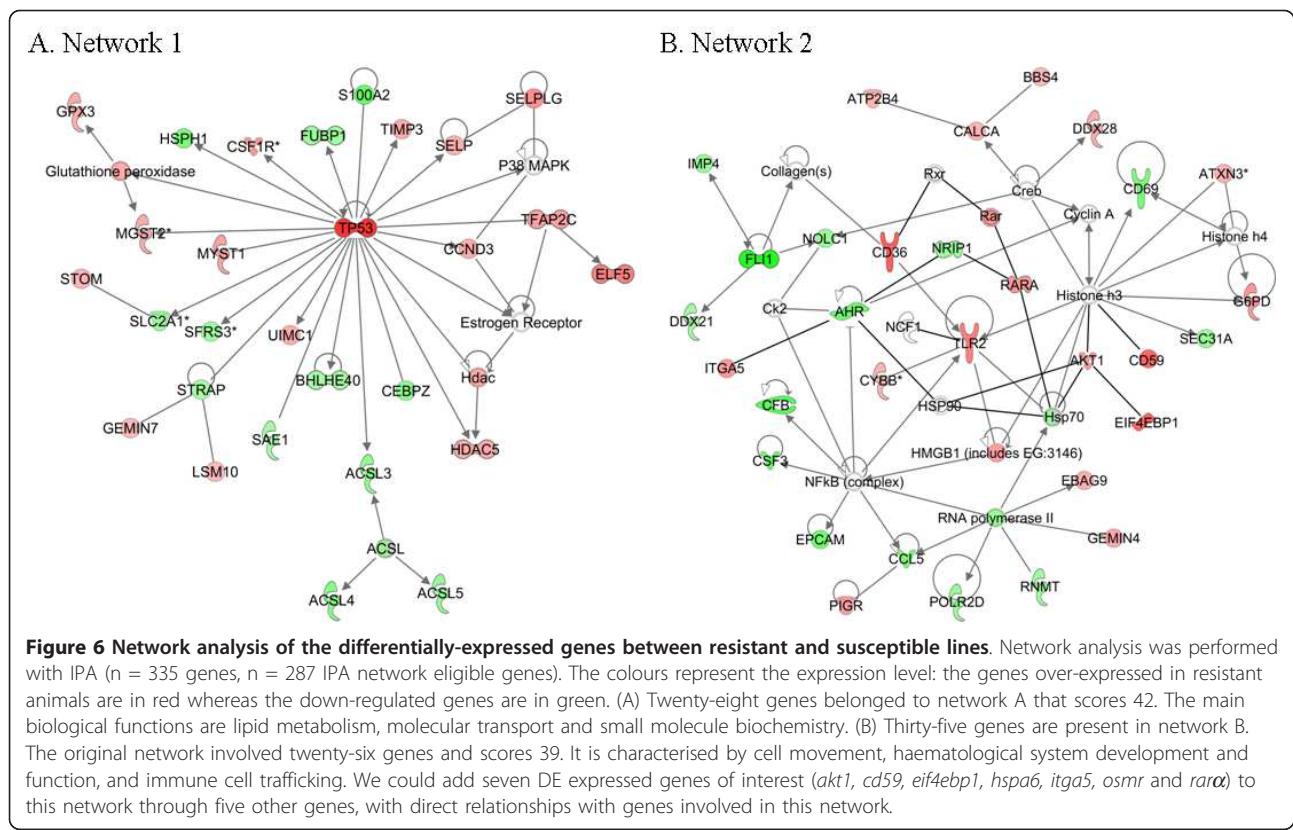 A. Network 1
B. Network 2
S100A2
SELPLG
GPX3
HSPH1
CSF1R*
FUBP1
TIMP3
SELP
P38 MAPK
Glutathione peroxidase
TP53
TFAP2C
MGST2*
MYST1
CCND3
ELF5
STOM
SLC2A1*
SFRS3*
UIMC1
Estrogen Receptor
BHLHE40
CEBPZ
Hdac
STRAP
GEMIN7
SAE1
HDAC5
LSM10
ACSL3
ACSL
ACSL4
ACSL5
BBS4
ATP2B4
CALCA
DDX28
IMP4
Collagen(s)
Rxr
Creb
CD69
ATXN3*
Cyclin A
Rar
Histone h4
NOLC1
CD36
NRIP1
FLI1
RARA
Histone h3
G6PD
DDX21
Ck2
AHR
NCF1
TLR2
SEC31A
ITGA5
CYBB*
AKT1
CD59
CFB
HSP90
Hsp70
EIF4EBP1
CSF3
HMGB1 (includes EG:3146)
NFkB (complex)
EBAG9
RNA polymerase II
EPCAM
CCL5
GEMIN4
PIGR
POLR2D
RNMT
Figure 6 Network analysis of the differentially-expressed genes between resistant and susceptible lines. Network analysis was performed
with IPA (n = 335 genes, n = 287 IPA network eligible genes). The colours represent the expression level: the genes over-expressed in resistant
animals are in red whereas the down-regulated genes are in green. (A) Twenty-eight genes belonged to network A that scores 42. The main
biological functions are lipid metabolism, molecular transport and small molecule biochemistry. (B) Thirty-five genes are present in network B.
The original network involved twenty-six genes and scores 39. It is characterised by cell movement, haematological system development and
function, and immune cell trafficking. We could add seven DE expressed genes of interest (akt1, cd59, eif4ebp1, hspa6, itga5, osmr and rarα) to
this network through five other genes, with direct relationships with genes involved in this network.